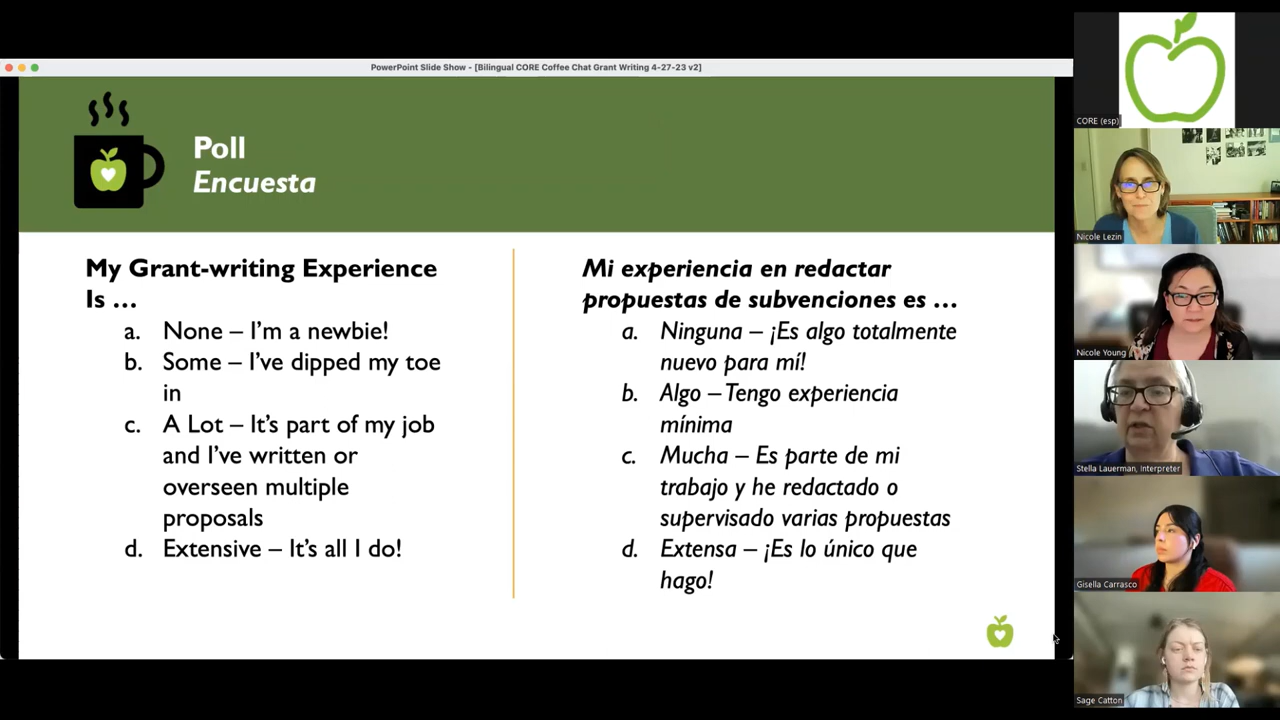 PowerPoint Slide Show - [Bilingual CORE Coffee Chat Grant Writing 4-27-23 v2]
Poll
Encuesta
My Grant-writing Experience
Is …
a. None – I’m a newbie!
b. Some – I’ve dipped my toe
in
c. A Lot – It’s part of my job
and I’ve written or
overseen multiple
proposals
d. Extensive – It’s all I do!
Mi experiencia en redactar
propuestas de subvenciones es …
a. Ninguna – ¡Es algo totalmente
nuevo para mí!
b. Algo – Tengo experiencia
mínima
c. Mucha – Es parte de mi
trabajo y he redactado o
supervisado varias propuestas
d. Extensa – ¡Es lo único que
hago!
CORE (esp)
Nicole Lezin
Nicole Young
Stella Lauerman, Interpreter
Gisella Carrasco
Sage Catton